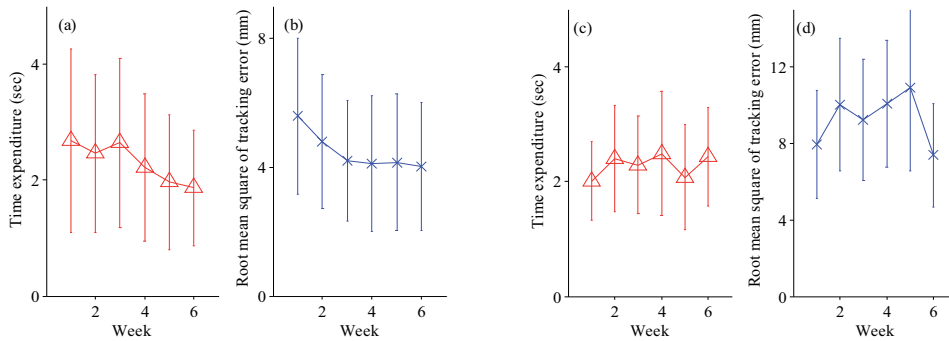 (a)
Time expenditure (sec)
4
2
0
2 4 6
Week
(b)
Root mean square of tracking error (mm)
8
4
0
2 4 6
Week
(c)
Time expenditure (sec)
4
2
0
2 4 6
Week
(d)
Root mean square of tracking error (mm)
12
8
4
0
2 4 6
Week